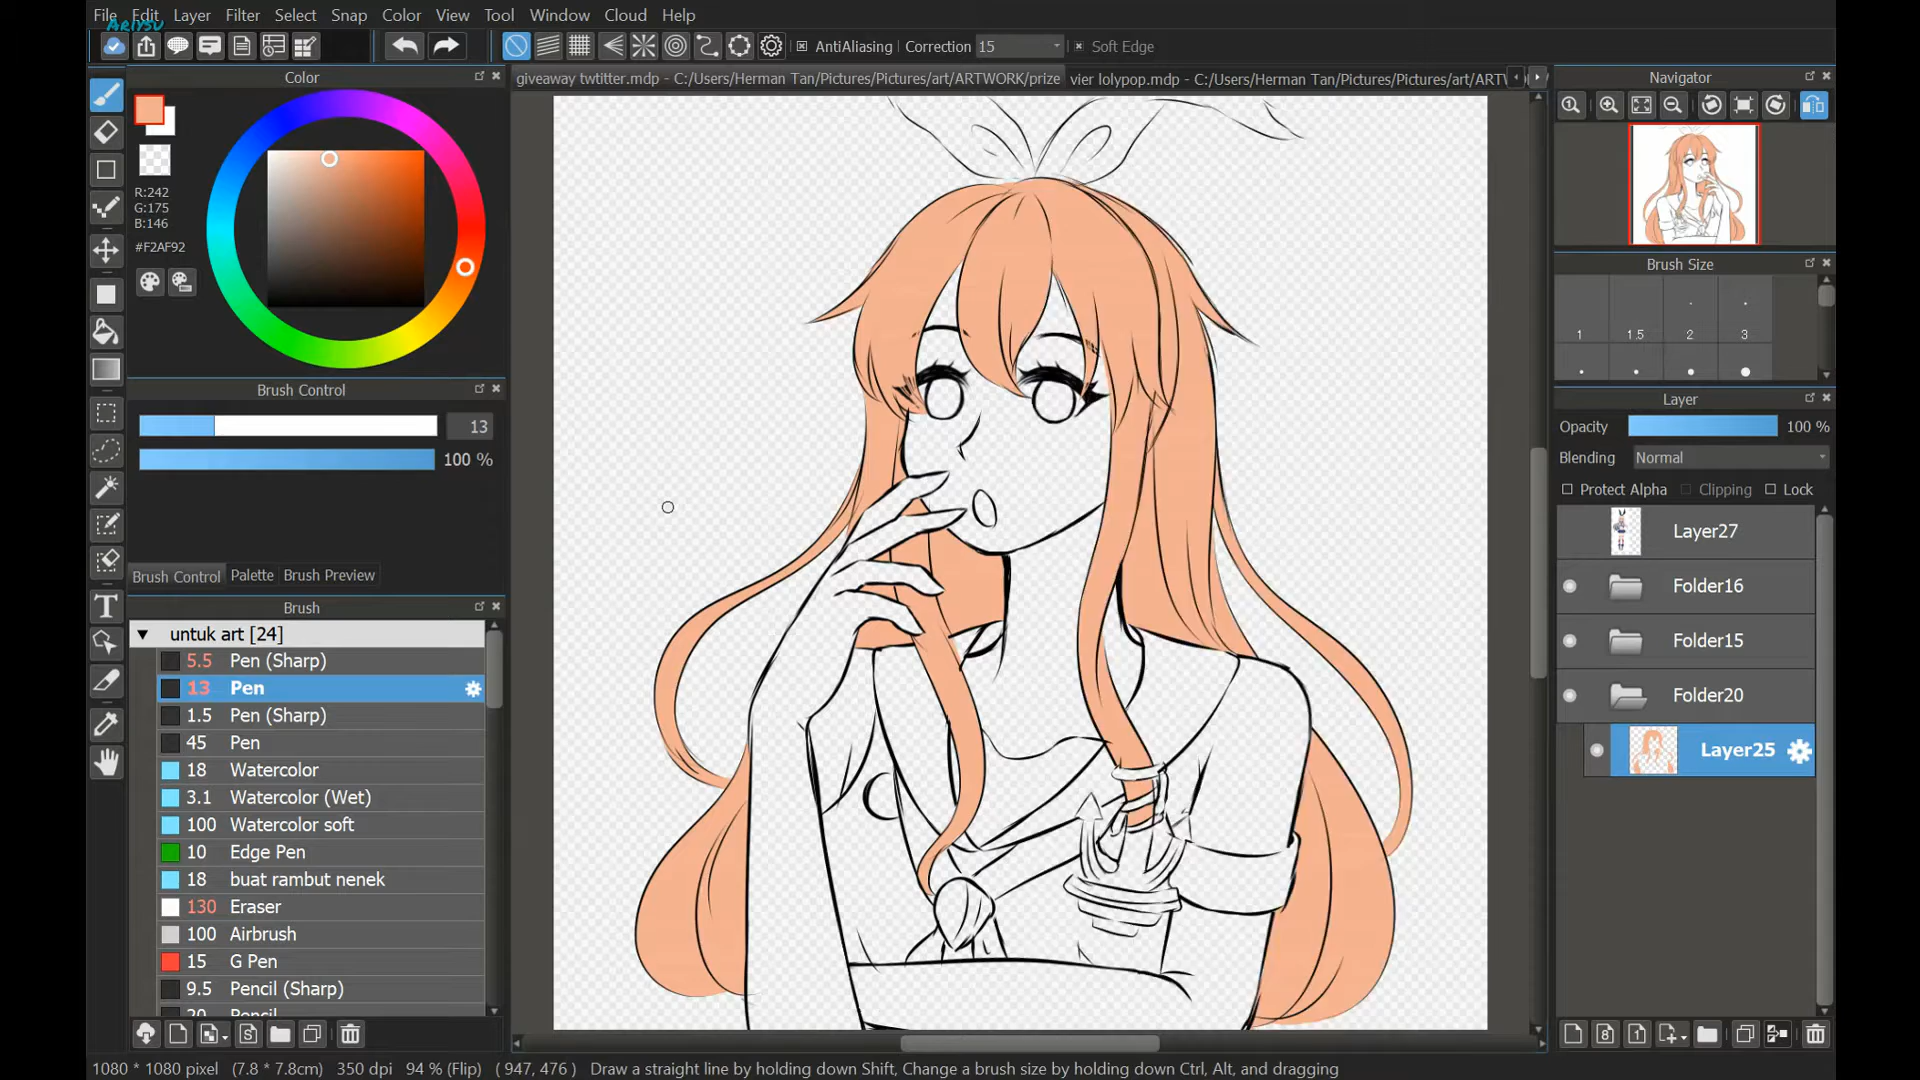 File Edit Layer Filter Select Snap Color View Tool Window Cloud Help
ARIYSU
AntiAliasing Correction 15 Soft Edge
Color
R:242
G:175
B:146
#F2AF92
Brush Control
13
100 %
Brush Control Palette Brush Preview
Brush
untuk art [24]
5.5 Pen (Sharp)
13 Pen
1.5 Pen (Sharp)
45 Pen
18 Watercolor
3.1 Watercolor (Wet)
100 Watercolor soft
10 Edge Pen
18 buat rambut nenek
130 Eraser
100 Airbrush
15 G Pen
9.5 Pencil (Sharp)
20 Pencil
giveaway twtitter.mdp - C:/Users/Herman Tan/Pictures/Pictures/art/ARTWORK/prize
vier lolypop.mdp - C:/Users/Herman Tan/Pictures/Pictures/art/ARTW
Navigator
Brush Size
1 1.5 2 3
Layer
Opacity 100 %
Blending Normal
Protect Alpha Clipping Lock
Layer27
Folder16
Folder15
Folder20
Layer25
1080 * 1080 pixel (7.8 * 7.8cm) 350 dpi 94 % (Flip) ( 947, 476 ) Draw a straight line by holding down Shift, Change a brush size by holding down Ctrl, Alt, and dragging